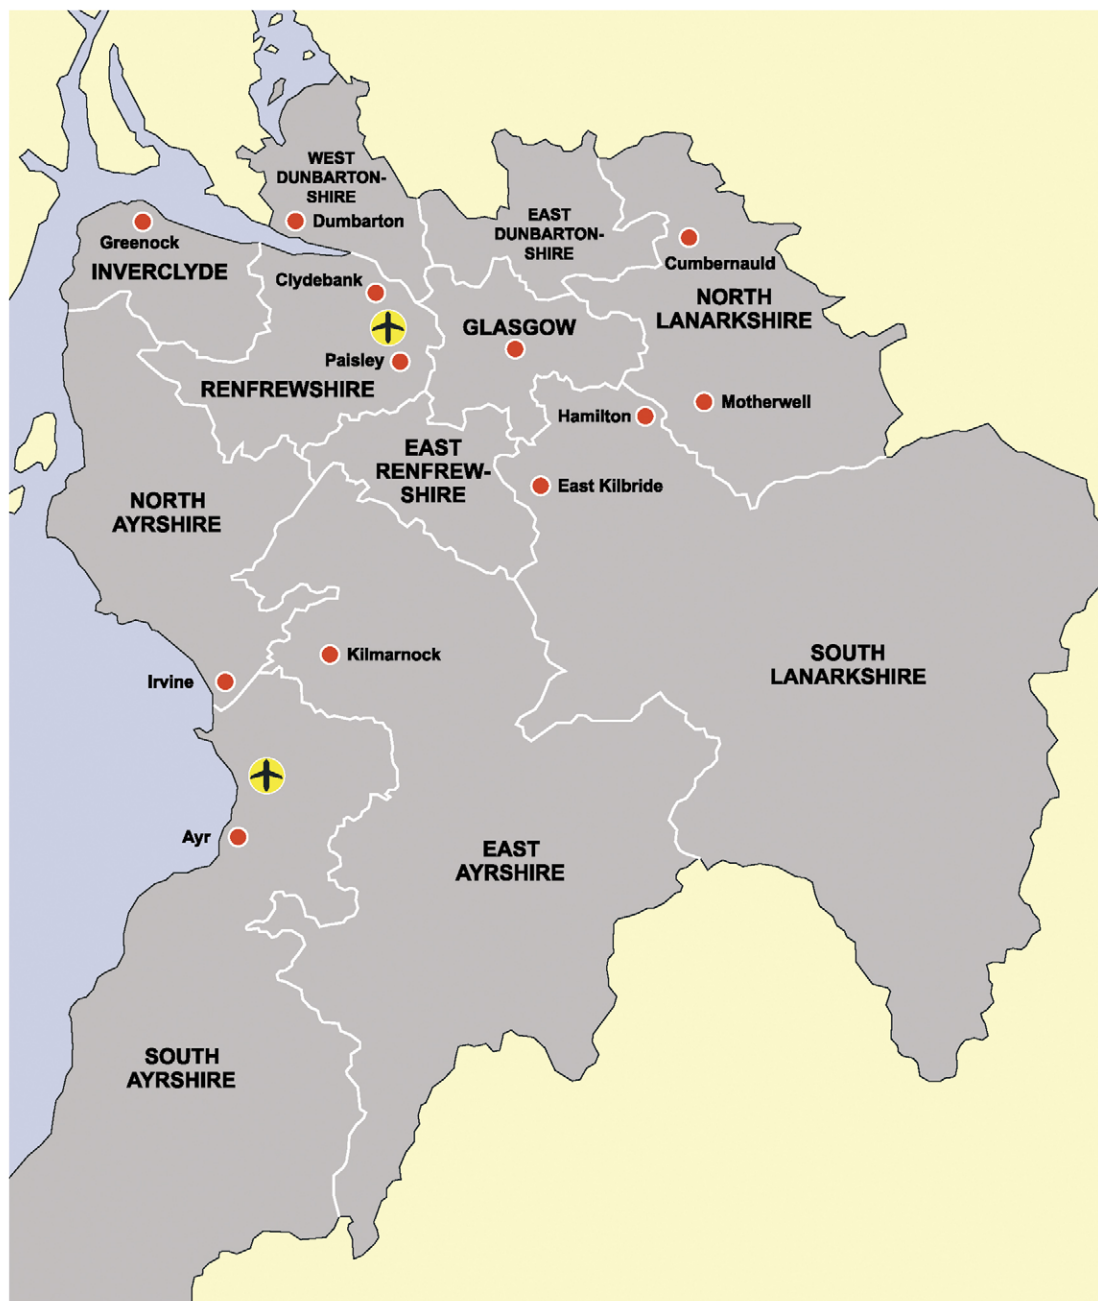 WEST
DUNBARTON-
SHIRE
Dumbarton
EAST
DUNBARTON-
SHIRE
Greenock
INVERCLYDE
Cumbernauld
Clydebank
NORTH
LANARKSHIRE
GLASGOW
Paisley
RENFREWSHIRE
Motherwell
Hamilton
EAST
RENFREW-
SHIRE
East Kilbride
NORTH
AYRSHIRE
Kilmarnock
SOUTH
LANARKSHIRE
Irvine
Ayr
EAST
AYRSHIRE
SOUTH
AYRSHIRE